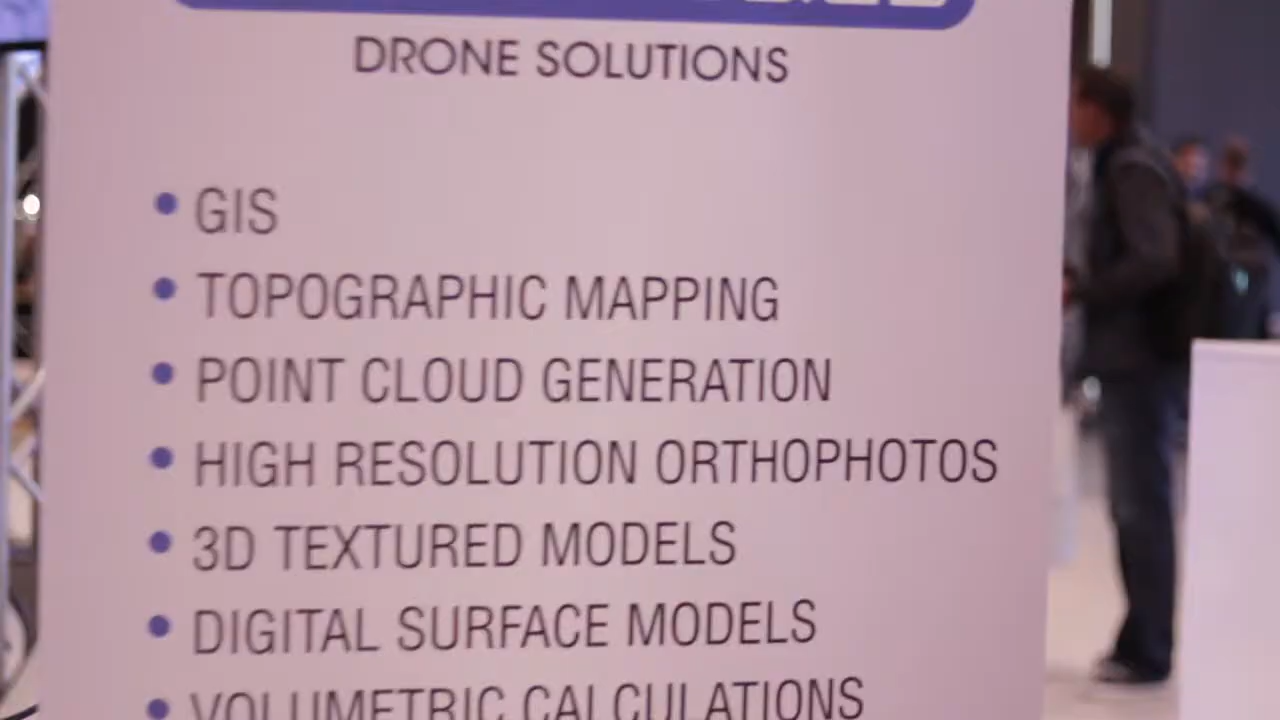 DRONE SOLUTIONS
• GIS
• TOPOGRAPHIC MAPPING
• POINT CLOUD GENERATION
• HIGH RESOLUTION ORTHOPHOTOS
• 3D TEXTURED MODELS
• DIGITAL SURFACE MODELS
• VOLUMETRIC CALCULATIONS